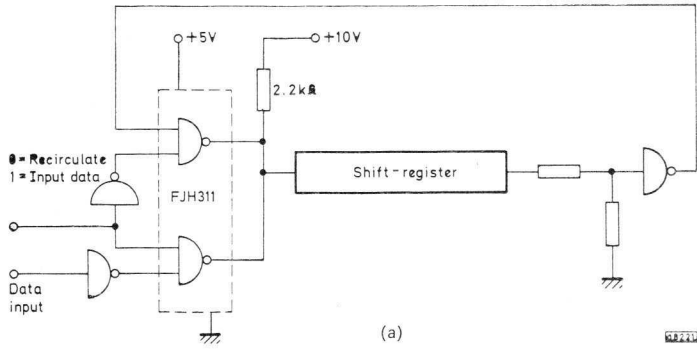 +5V
+10V
2.2kΩ
0 = Recirculate
1 = Input data
FJH311
Shift-register
Data
input
(a)